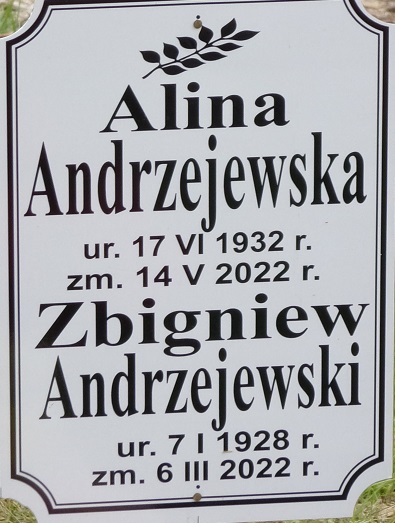 Alina
Andrzejewska
ur. 17 VI 1932 r.
zm. 14 V 2022 r.
Zbigniew
Andrzejewski
ur. 7 I 1928 r.
zm. 6 III 2022 r.